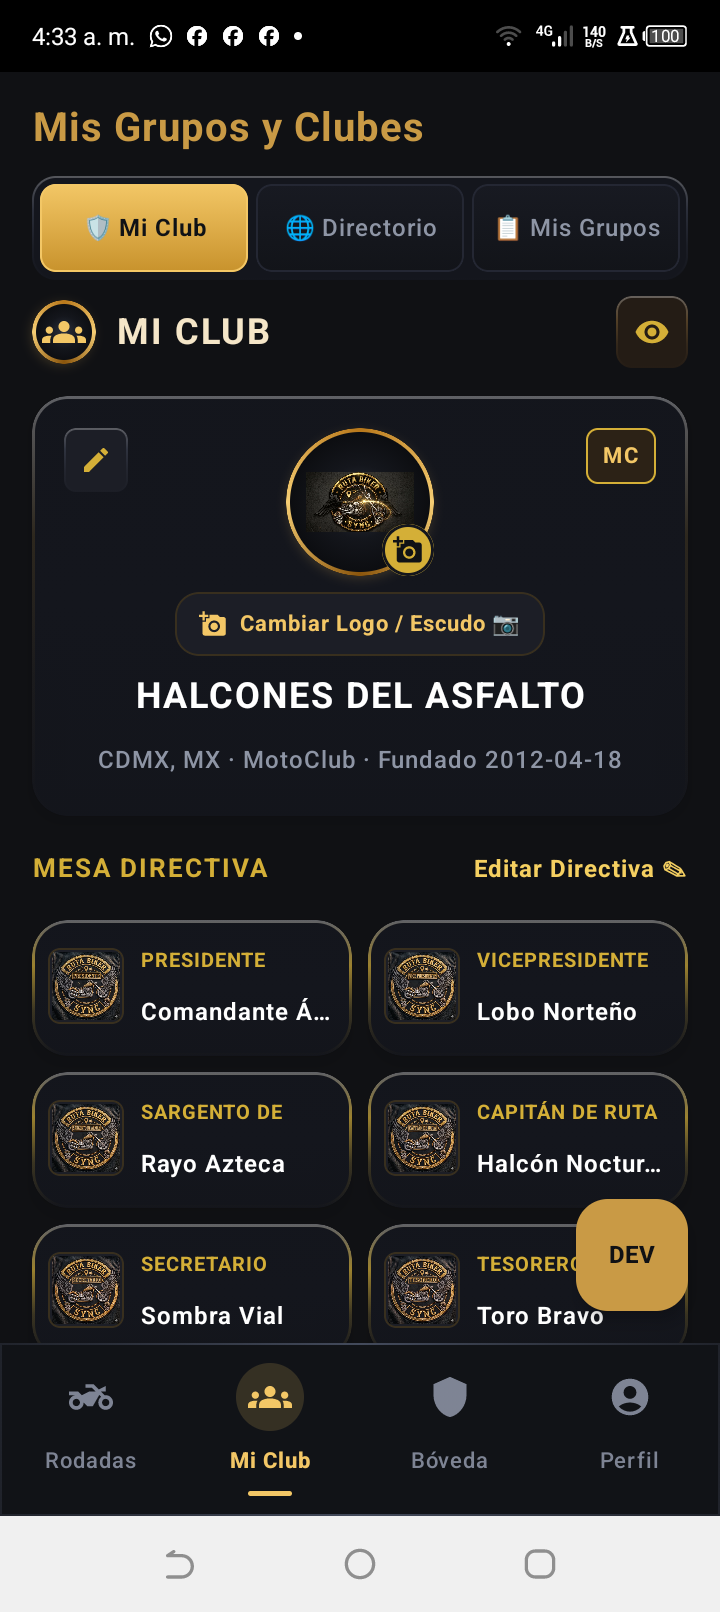 4:33 a. m.
4G
140
B/S
100
Mis Grupos y Clubes
Mi Club
Directorio
Mis Grupos
MI CLUB
MC
RUTA BIKER
SYNC
Cambiar Logo / Escudo
HALCONES DEL ASFALTO
CDMX, MX · MotoClub · Fundado 2012-04-18
MESA DIRECTIVA
Editar Directiva ✎
PRESIDENTE
Comandante Á...
VICEPRESIDENTE
Lobo Norteño
SARGENTO DE
Rayo Azteca
CAPITÁN DE RUTA
Halcón Noctur...
SECRETARIO
Sombra Vial
TESORERO
Toro Bravo
DEV
Rodadas
Mi Club
Bóveda
Perfil